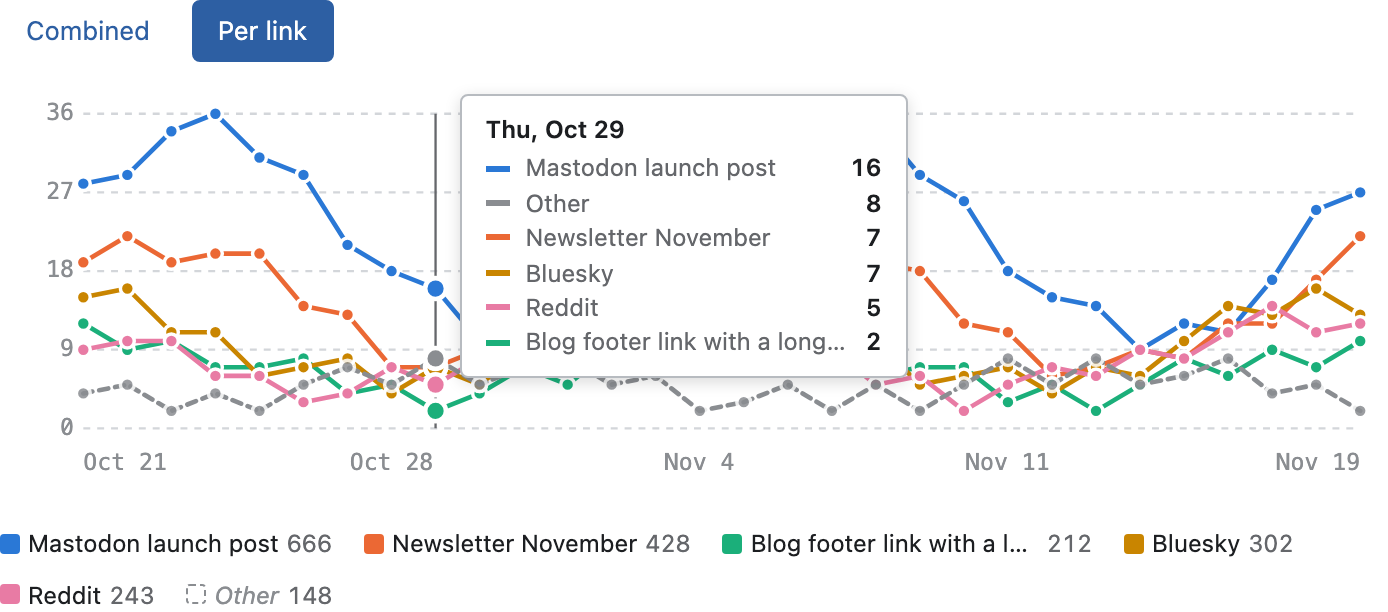 Combined Per link
36
27
18
9
0
Thu, Oct 29
Mastodon launch post 16
Other 8
Newsletter November 7
Bluesky 7
Reddit 5
Blog footer link with a long... 2
Oct 21 Oct 28 Nov 4 Nov 11 Nov 19
Mastodon launch post 666 Newsletter November 428 Blog footer link with a l... 212 Bluesky 302
Reddit 243 Other 148